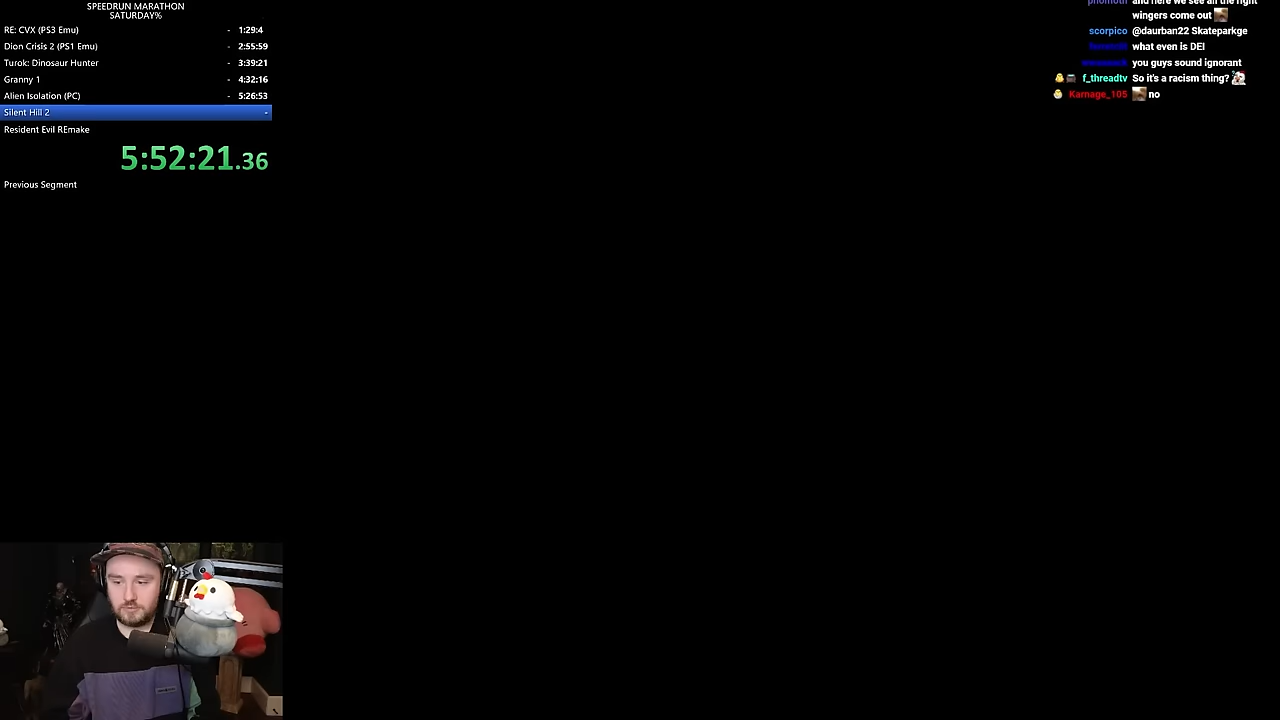 SPEEDRUN MARATHON
SATURDAY%
RE: CVX (PS3 Emu) - 1:29:4
Dion Crisis 2 (PS1 Emu) - 2:55:59
Turok: Dinosaur Hunter - 3:39:21
Granny 1 - 4:32:16
Alien Isolation (PC) - 5:26:53
Silent Hill 2 -
Resident Evil REmake
5:52:21.36
Previous Segment
and here we see all the right
wingers come out
scorpico @daurban22 Skateparkge
what even is DEI
you guys sound ignorant
f_threadtv So it's a racism thing?
Karnage_105 no